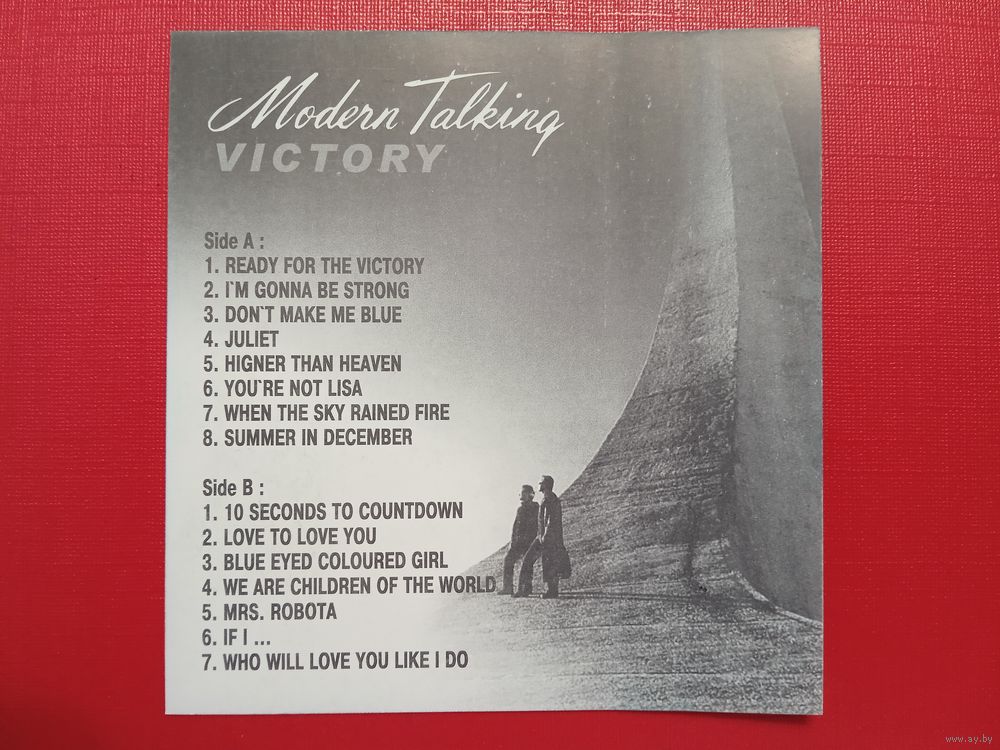 Modern Talking
VICTORY
Side A :
1. READY FOR THE VICTORY
2. I`M GONNA BE STRONG
3. DON`T MAKE ME BLUE
4. JULIET
5. HIGNER THAN HEAVEN
6. YOU`RE NOT LISA
7. WHEN THE SKY RAINED FIRE
8. SUMMER IN DECEMBER
Side B :
1. 10 SECONDS TO COUNTDOWN
2. LOVE TO LOVE YOU
3. BLUE EYED COLOURED GIRL
4. WE ARE CHILDREN OF THE WORLD
5. MRS. ROBOTA
6. IF I ...
7. WHO WILL LOVE YOU LIKE I DO
www.ay.by